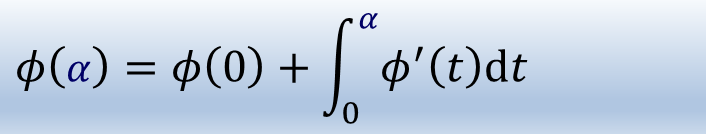 ϕ(α) = ϕ(0) + ∫₀^α ϕ′(t)dt